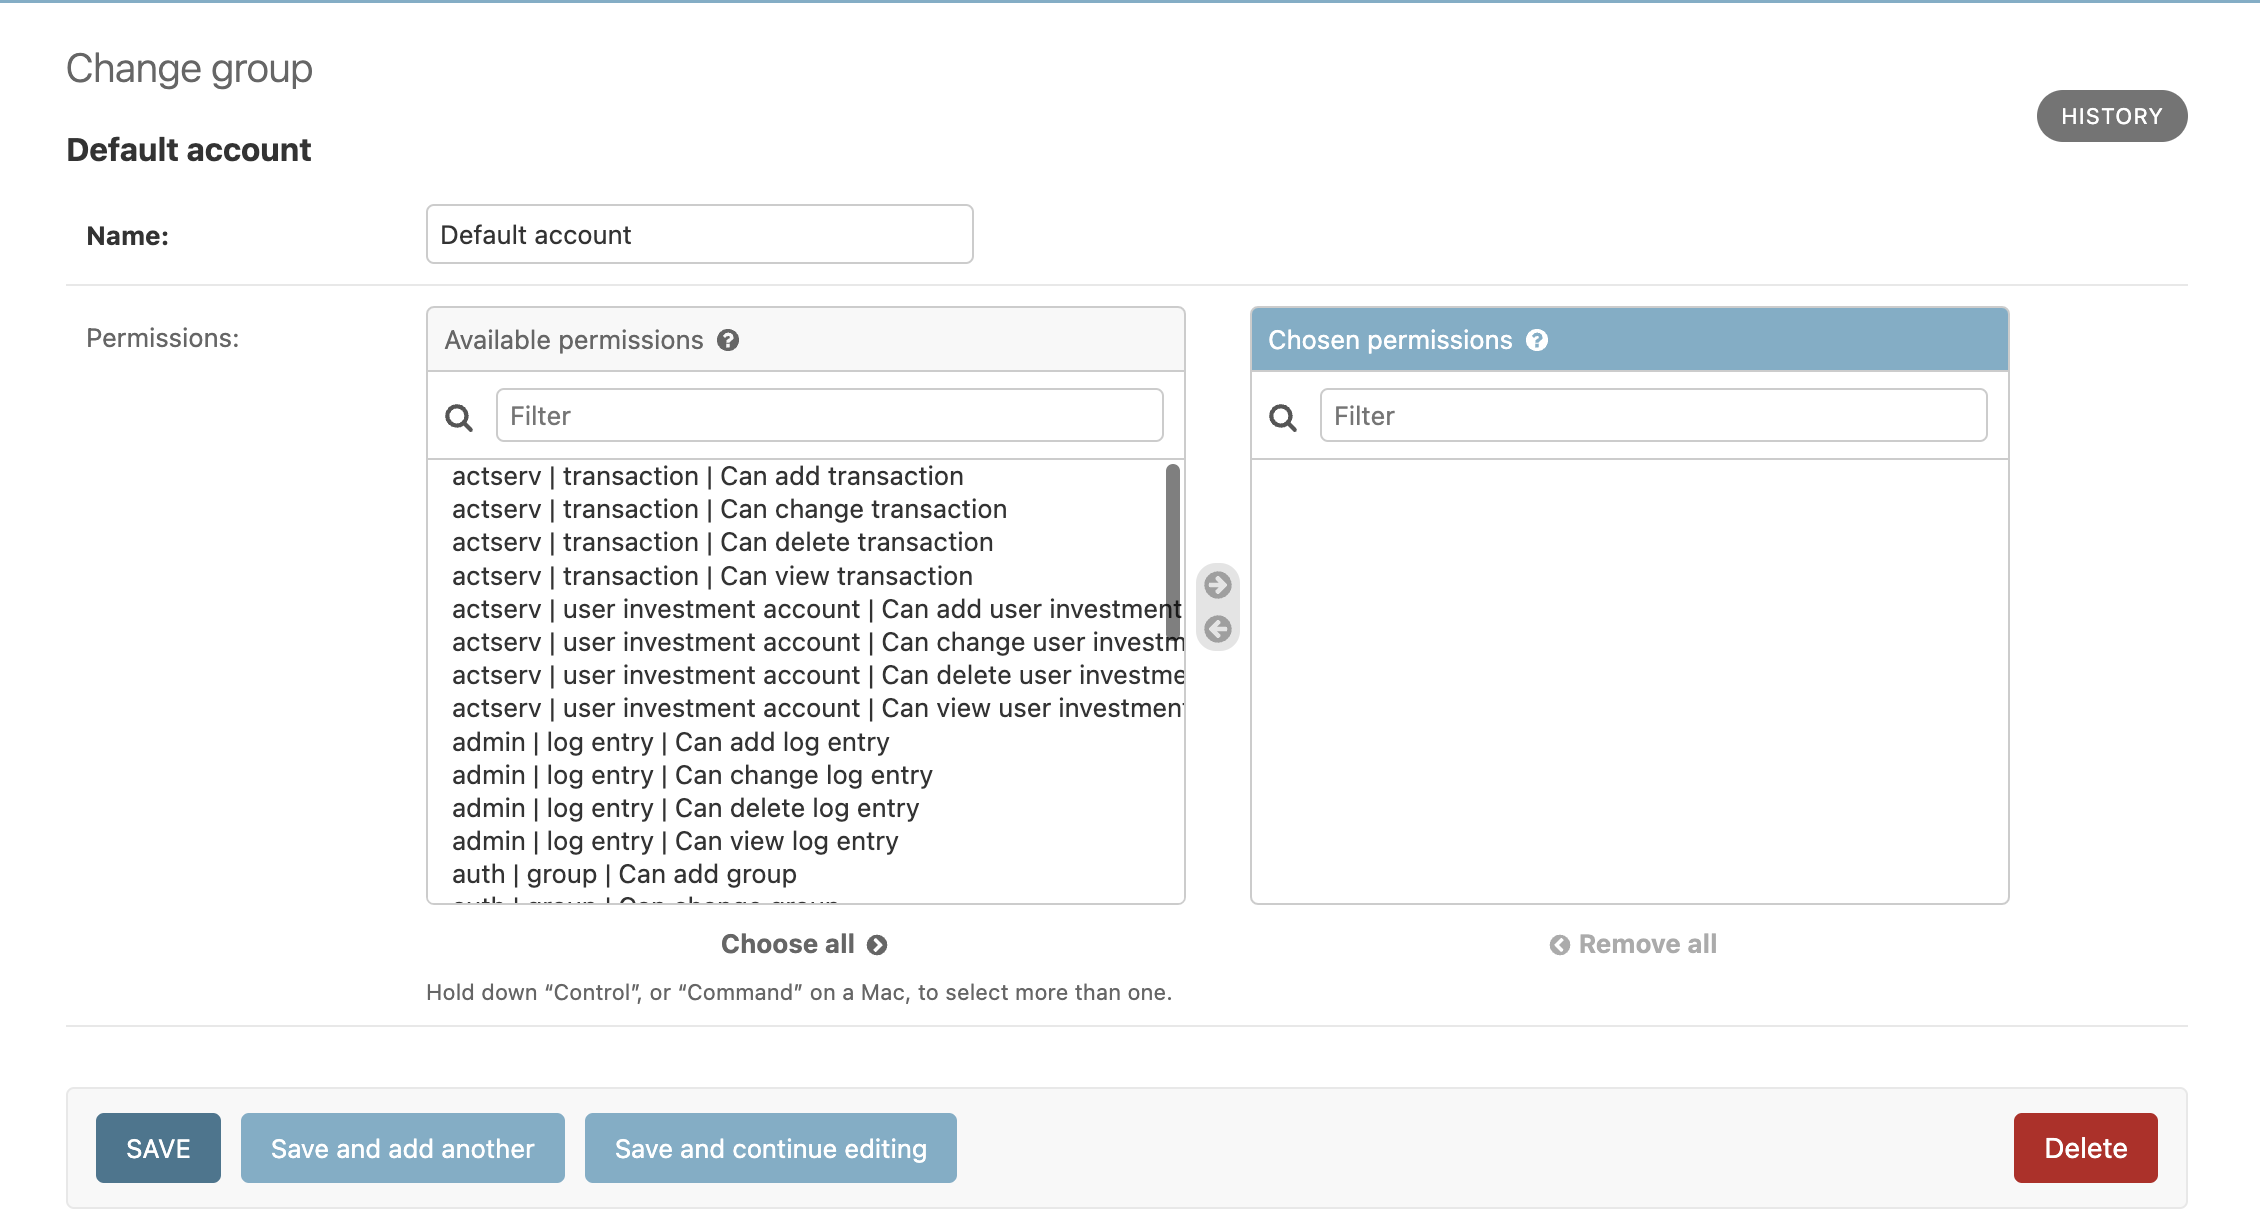 Change group
HISTORY
Default account
Name:
Default account
Permissions:
Available permissions
Chosen permissions
Filter
Filter
actserv | transaction | Can add transaction
actserv | transaction | Can change transaction
actserv | transaction | Can delete transaction
actserv | transaction | Can view transaction
actserv | user investment account | Can add user investment
actserv | user investment account | Can change user investm
actserv | user investment account | Can delete user investme
actserv | user investment account | Can view user investment
admin | log entry | Can add log entry
admin | log entry | Can change log entry
admin | log entry | Can delete log entry
admin | log entry | Can view log entry
auth | group | Can add group
auth | group | Can change group
Choose all
Remove all
Hold down “Control”, or “Command” on a Mac, to select more than one.
SAVE
Save and add another
Save and continue editing
Delete